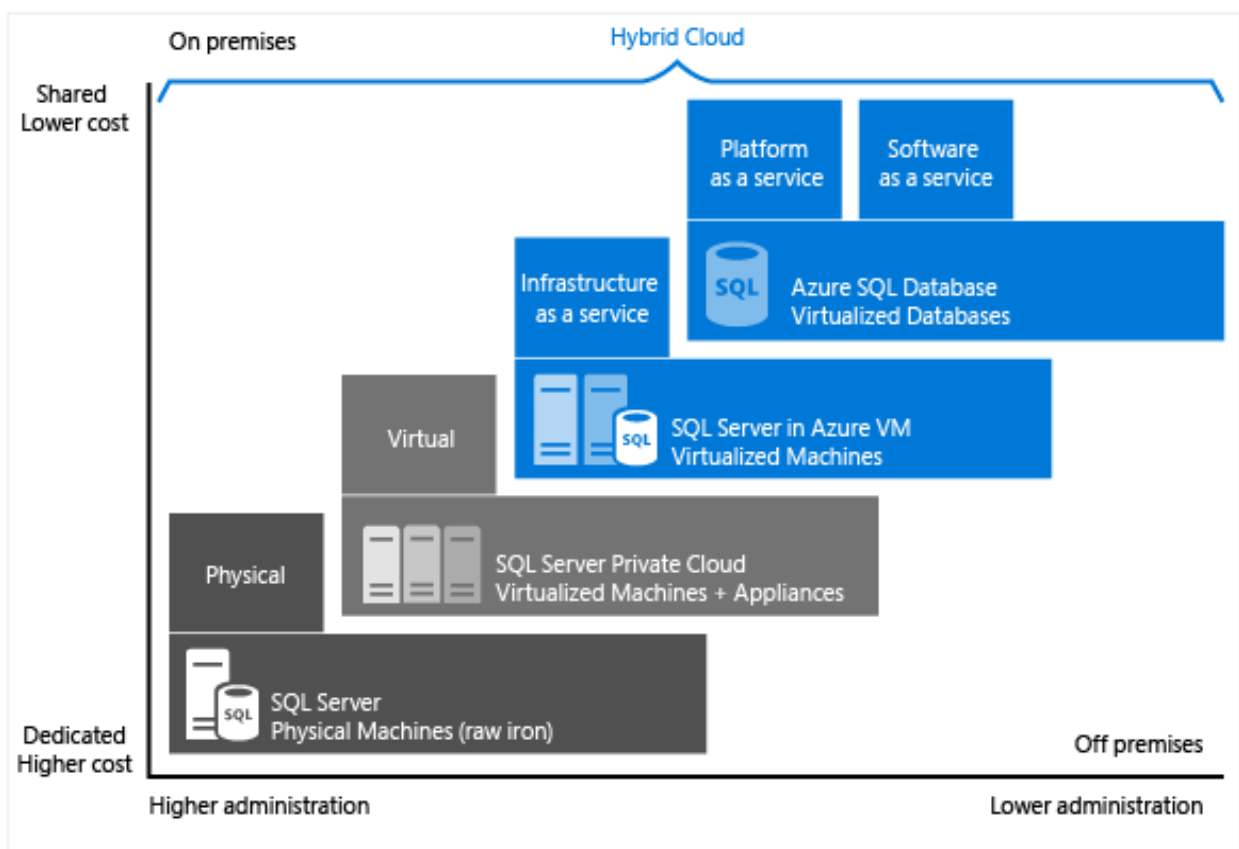 On premises
Hybrid Cloud
Shared
Lower cost
Platform
as a service
Software
as a service
Infrastructure
as a service
SQL
Azure SQL Database
Virtualized Databases
Virtual
SQL
SQL Server in Azure VM
Virtualized Machines
Physical
SQL Server Private Cloud
Virtualized Machines + Appliances
SQL
SQL Server
Physical Machines (raw iron)
Dedicated
Higher cost
Off premises
Higher administration
Lower administration